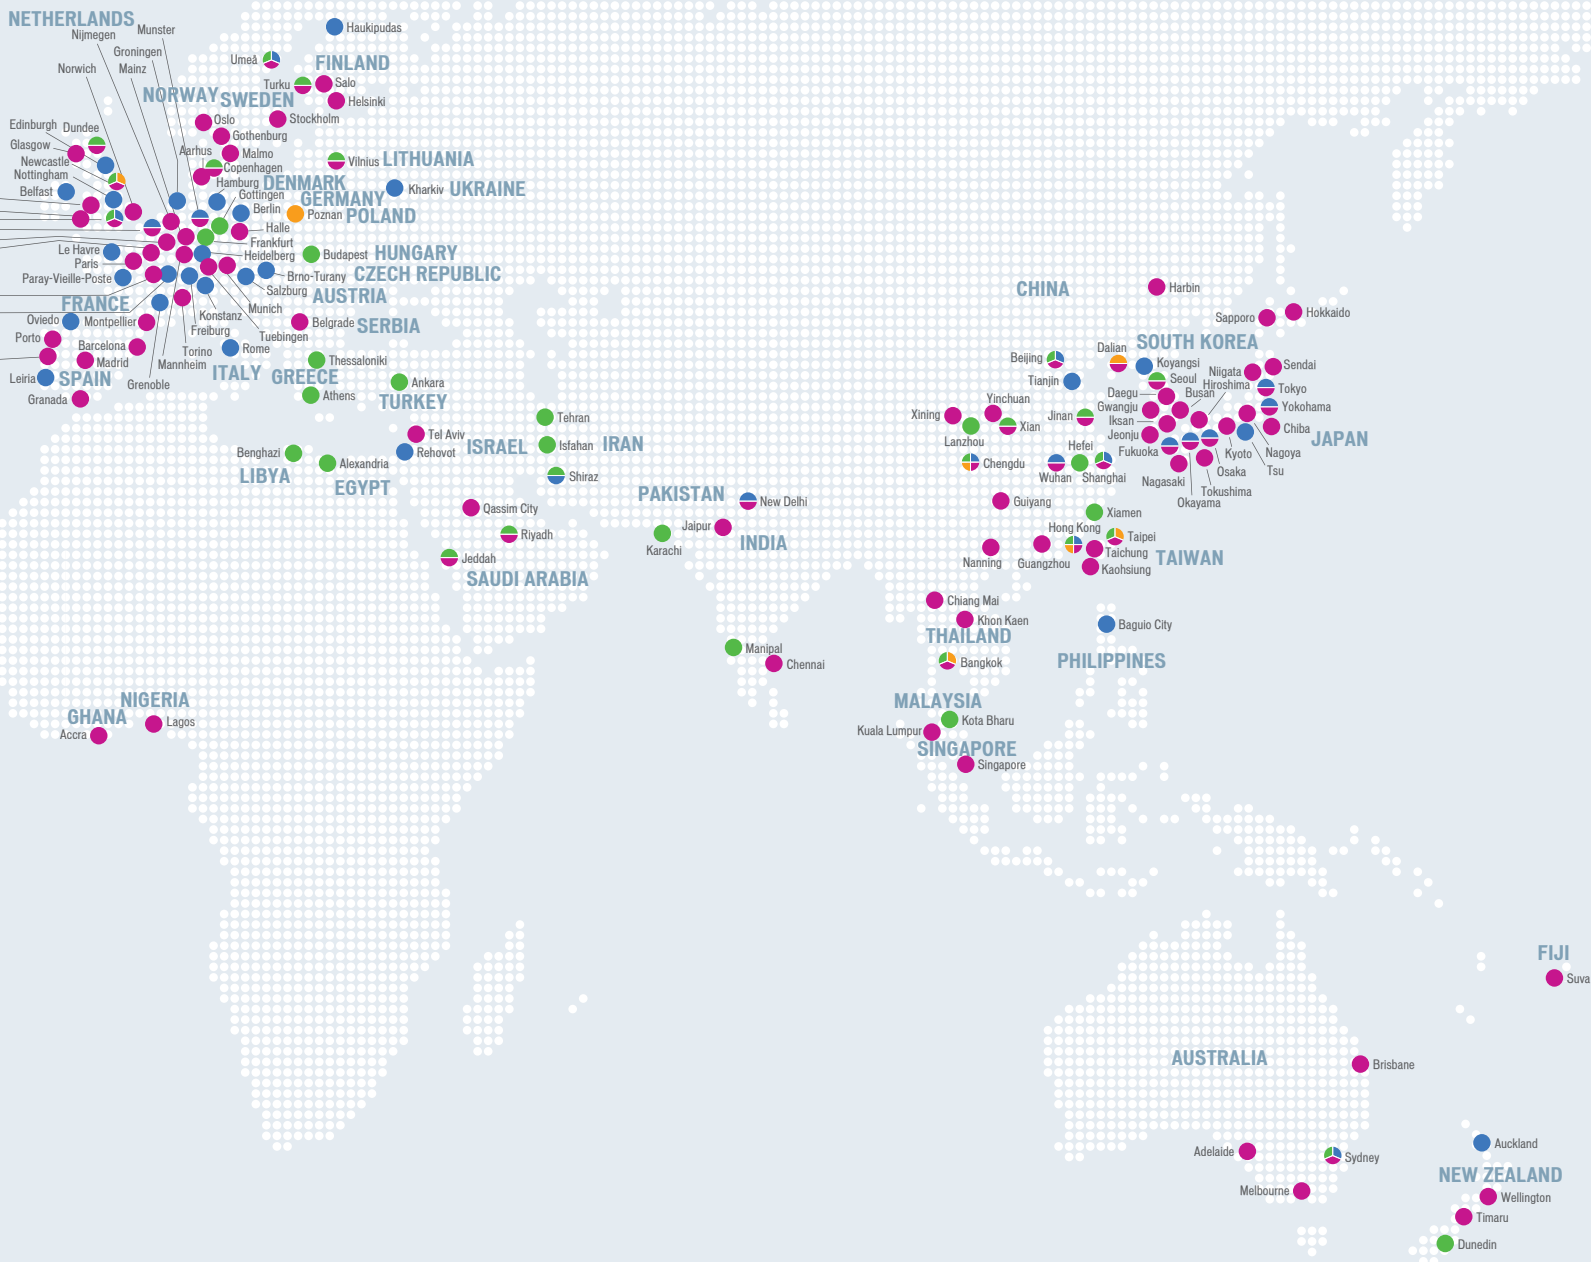 NETHERLANDS
Nijmegen
Munster
Groningen
Mainz
Norwich
Haukipudas
Umeå
FINLAND
Turku
Salo
Helsinki
NORWAY
SWEDEN
Oslo
Stockholm
Gothenburg
Edinburgh
Dundee
Glasgow
Newcastle
Nottingham
Belfast
Aarhus
Malmo
Copenhagen
Hamburg
DENMARK
Gottingen
GERMANY
Berlin
Halle
Frankfurt
Heidelberg
Vilnius
LITHUANIA
Kharkiv
UKRAINE
Poznan
POLAND
Budapest
HUNGARY
Brno-Turany
CZECH REPUBLIC
Salzburg
AUSTRIA
Munich
Le Havre
Paris
Paray-Vieille-Poste
FRANCE
Konstanz
Freiburg
Tuebingen
Belgrade
SERBIA
Oviedo
Montpellier
Porto
Barcelona
Madrid
Leiria
SPAIN
Granada
Mannheim
Torino
Grenoble
Rome
ITALY
GREECE
Thessaloniki
Athens
Ankara
TURKEY
Tel Aviv
Rehovot
ISRAEL
Tehran
Isfahan
IRAN
Shiraz
Benghazi
LIBYA
Alexandria
EGYPT
Qassim City
Riyadh
Jeddah
SAUDI ARABIA
PAKISTAN
Karachi
New Delhi
Jaipur
INDIA
Manipal
Chennai
NIGERIA
GHANA
Lagos
Accra
CHINA
Harbin
Sapporo
Hokkaido
SOUTH KOREA
Beijing
Dalian
Koyangsi
Tianjin
Seoul
Niigata
Sendai
Hiroshima
Tokyo
Daegu
Busan
Gwangju
Yokohama
Iksan
Chiba
Jeonju
JAPAN
Fukuoka
Kyoto
Nagoya
Tsu
Osaka
Nagasaki
Tokushima
Okayama
Yinchuan
Xining
Lanzhou
Xian
Jinan
Hefei
Chengdu
Wuhan
Shanghai
Guiyang
Xiamen
Hong Kong
Taipei
Nanning
Guangzhou
Taichung
TAIWAN
Kaohsiung
Chiang Mai
Khon Kaen
THAILAND
Bangkok
Baguio City
PHILIPPINES
MALAYSIA
Kota Bharu
Kuala Lumpur
SINGAPORE
Singapore
FIJI
Suva
AUSTRALIA
Brisbane
Adelaide
Sydney
Melbourne
Auckland
NEW ZEALAND
Wellington
Timaru
Dunedin